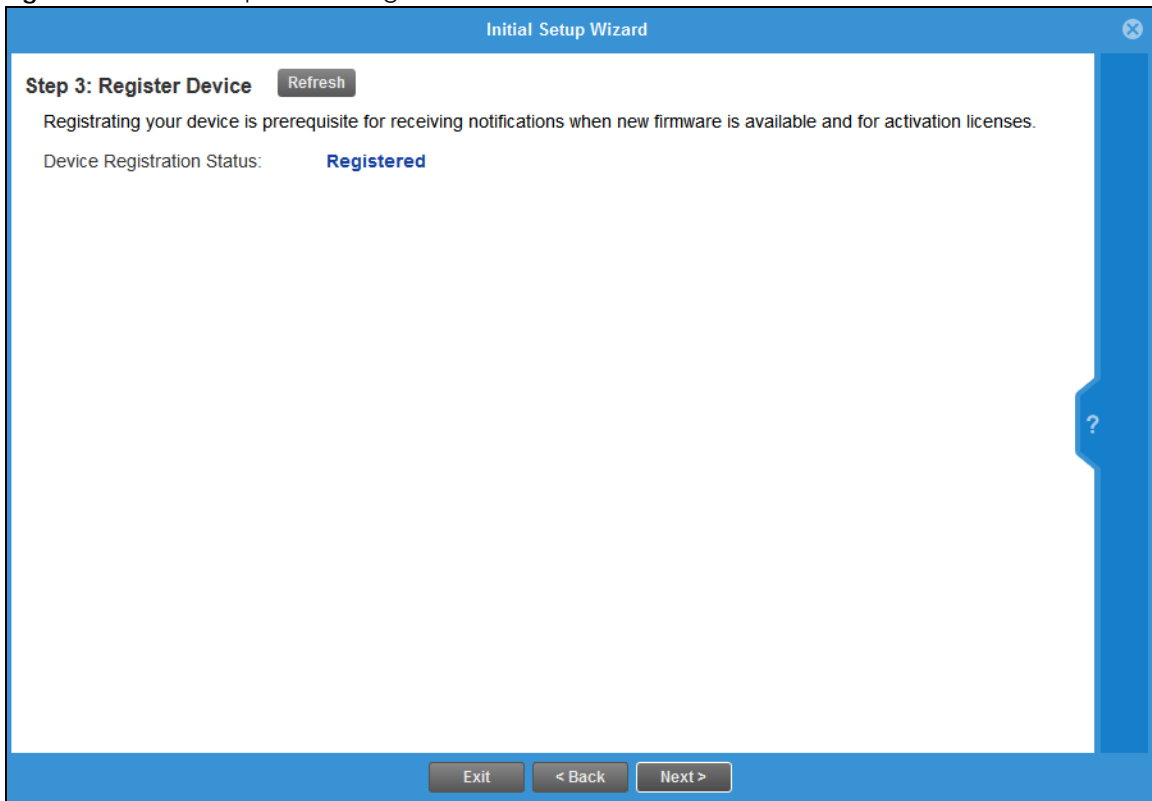 Initial Setup Wizard
Step 3: Register Device Refresh
Registrating your device is prerequisite for receiving notifications when new firmware is available and for activation licenses.
Device Registration Status: Registered
?
Exit < Back Next >